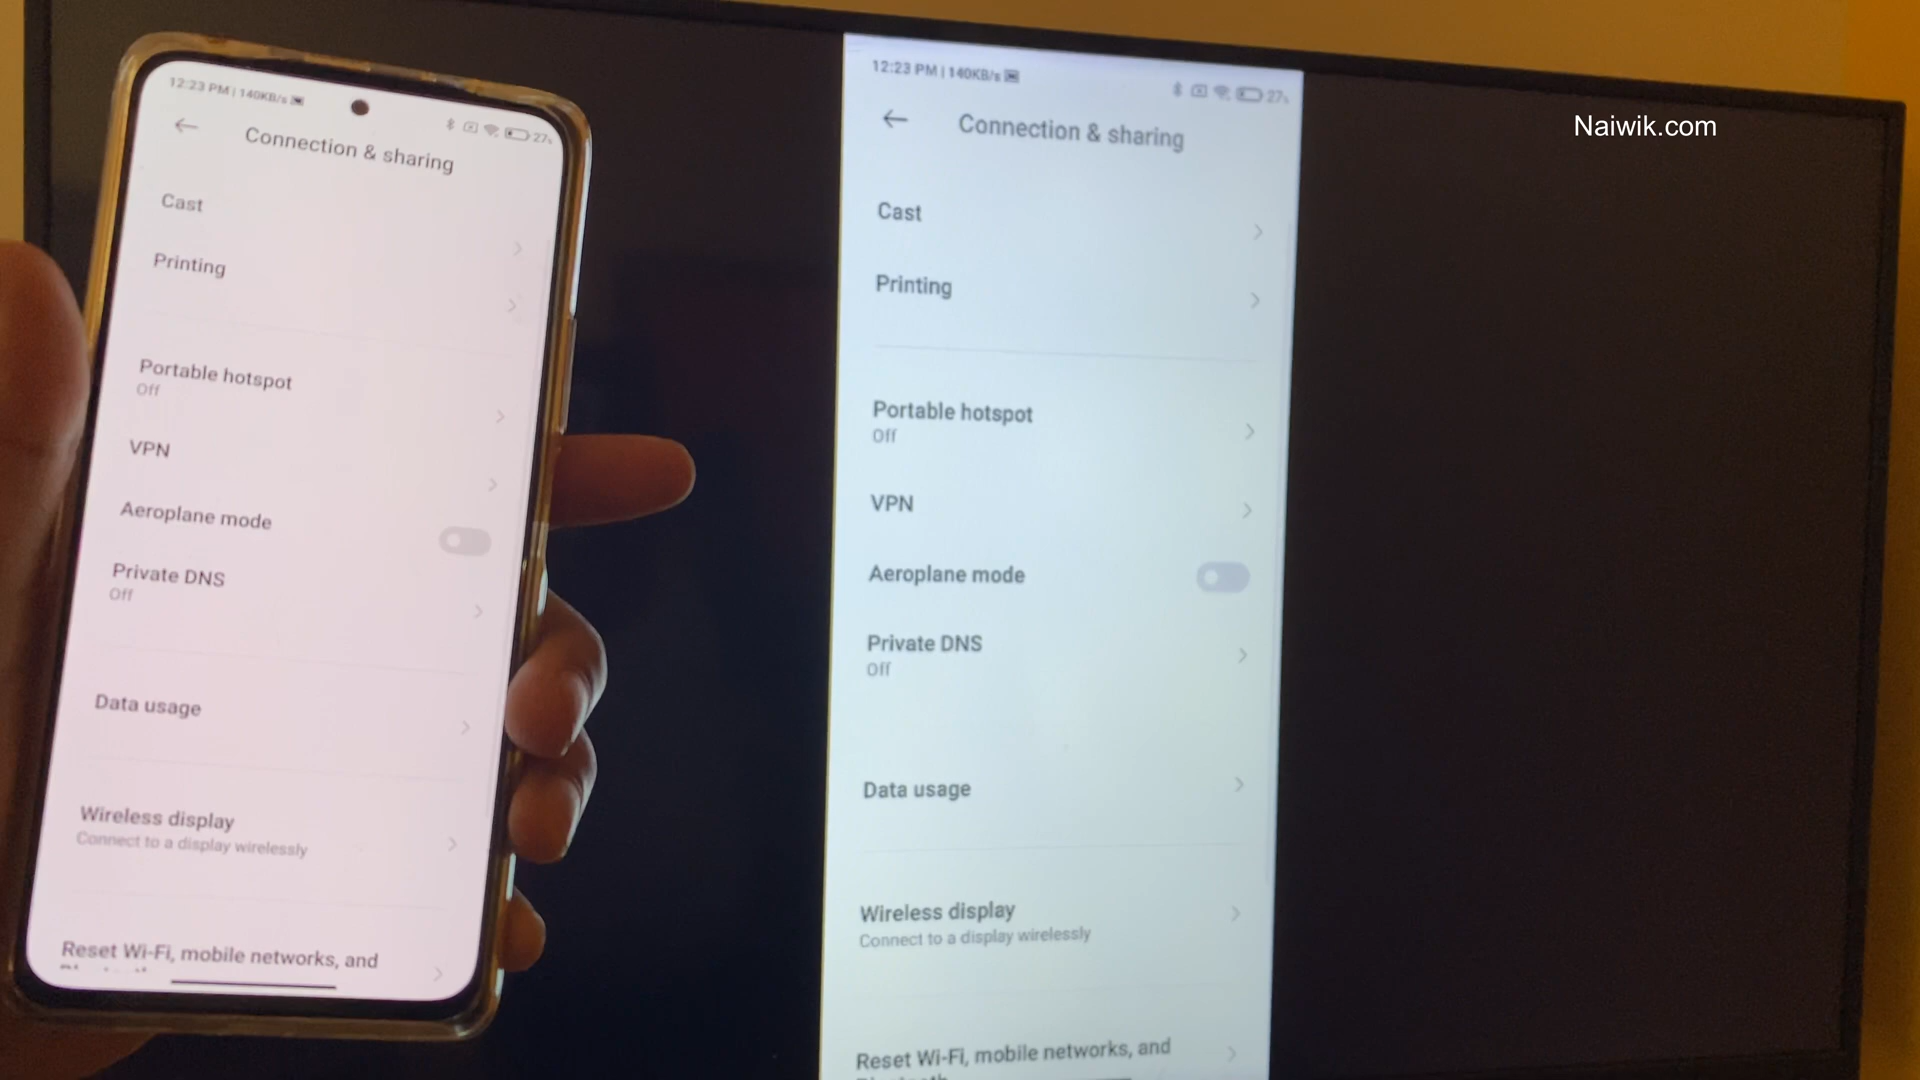 12:23 PM | 140KB/s
27%
Connection & sharing
Cast
Printing
Portable hotspot
Off
VPN
Aeroplane mode
Private DNS
Off
Data usage
Wireless display
Connect to a display wirelessly
Reset Wi-Fi, mobile networks, and
12:23 PM | 140KB/s
27%
Connection & sharing
Cast
Printing
Portable hotspot
Off
VPN
Aeroplane mode
Private DNS
Off
Data usage
Wireless display
Connect to a display wirelessly
Reset Wi-Fi, mobile networks, and
Naiwik.com